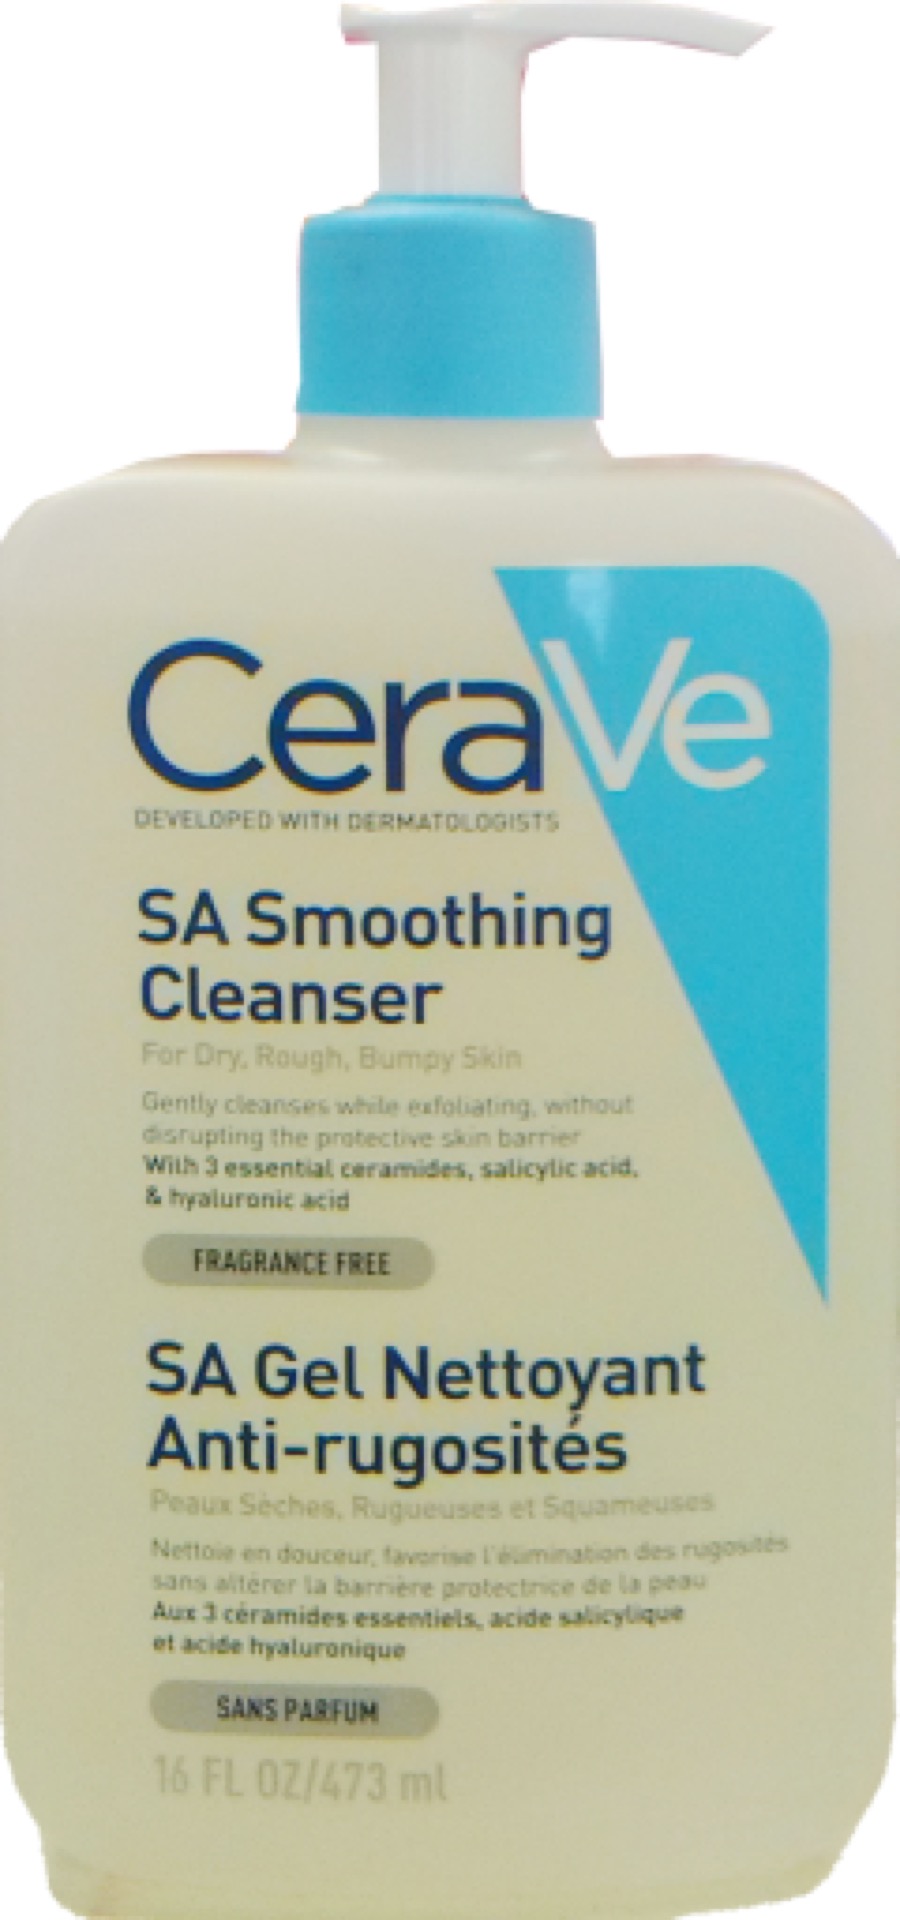 CeraVe
DEVELOPED WITH DERMATOLOGISTS
SA Smoothing
Cleanser
For Dry, Rough, Bumpy Skin
Gently cleanses while exfoliating, without
disrupting the protective skin barrier
With 3 essential ceramides, salicylic acid,
& hyaluronic acid
FRAGRANCE FREE
SA Gel Nettoyant
Anti-rugosités
Peaux Sèches, Rugueuses et Squameuses
Nettoie en douceur, favorise l'élimination des rugosités
sans altérer la barrière protectrice de la peau
Aux 3 céramides essentiels, acide salicylique
et acide hyaluronique
SANS PARFUM
16 FL OZ/473 ml